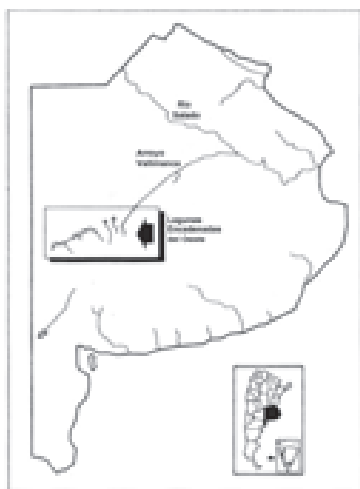 Río
Salado
Arroyo
Vallimanca
Lagunas
Encadenadas
del Oeste